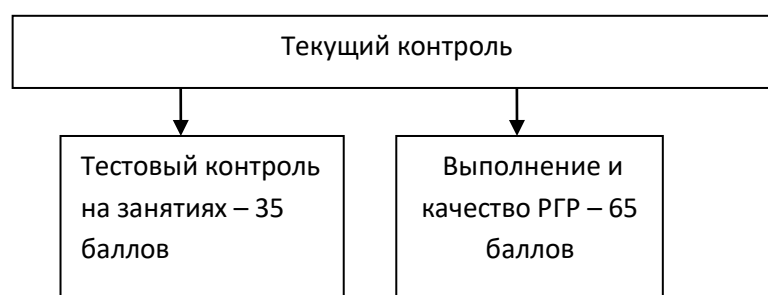 Текущий контроль
Тестовый контроль
на занятиях – 35
баллов
Выполнение и
качество РГР – 65
баллов